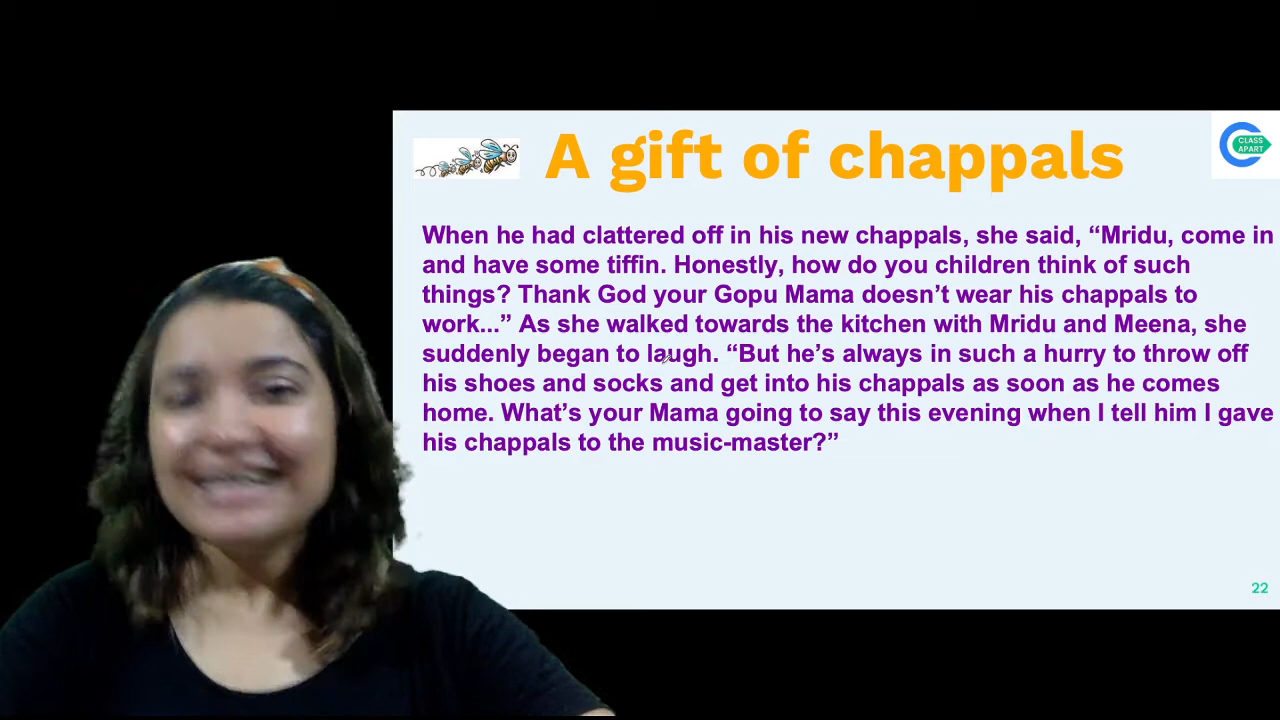 A gift of chappals
CLASS
APART
When he had clattered off in his new chappals, she said, “Mridu, come in
and have some tiffin. Honestly, how do you children think of such
things? Thank God your Gopu Mama doesn’t wear his chappals to
work...” As she walked towards the kitchen with Mridu and Meena, she
suddenly began to laugh. “But he’s always in such a hurry to throw off
his shoes and socks and get into his chappals as soon as he comes
home. What’s your Mama going to say this evening when I tell him I gave
his chappals to the music-master?”
22